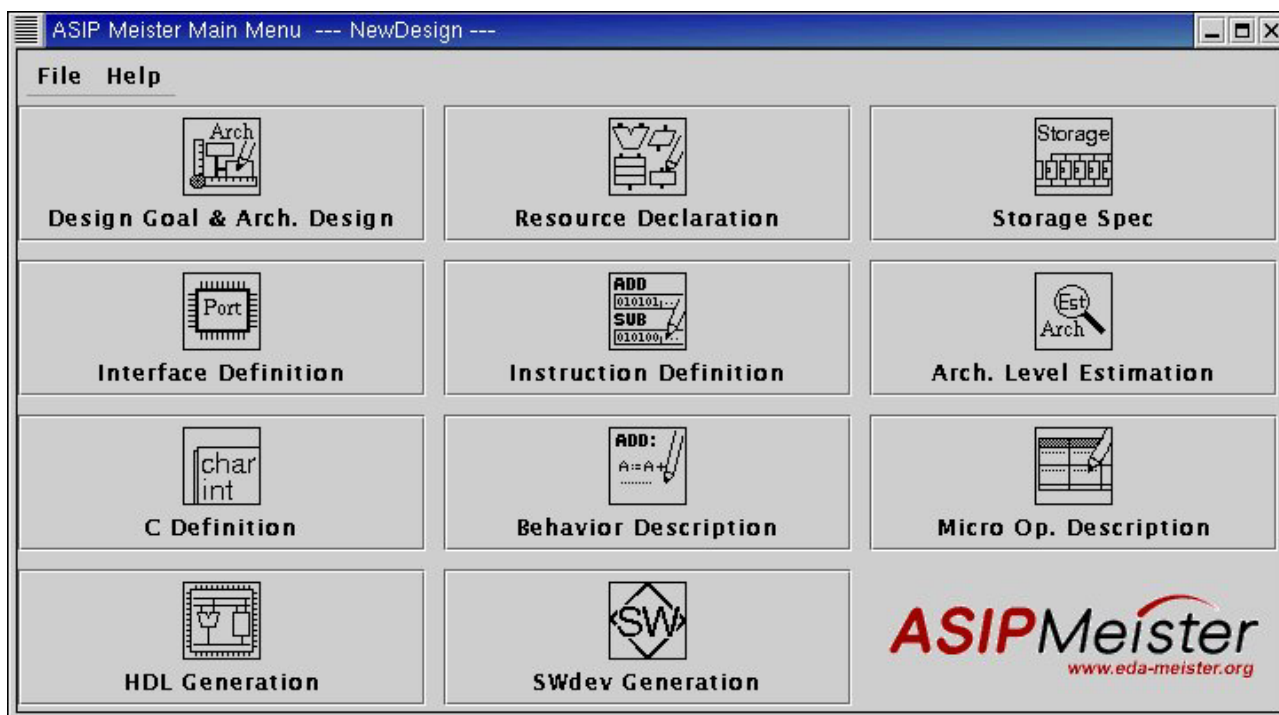 ASIP Meister Main Menu --- NewDesign ---
File Help
Arch
Design Goal & Arch. Design
Resource Declaration
Storage
Storage Spec
Port
Interface Definition
ADD
010101,..
SUB
010100,..
Instruction Definition
Est
Arch
Arch. Level Estimation
char
int
C Definition
ADD:
A:=A+
Behavior Description
Micro Op. Description
HDL Generation
SW
SWdev Generation
ASIPMeister
www.eda-meister.org